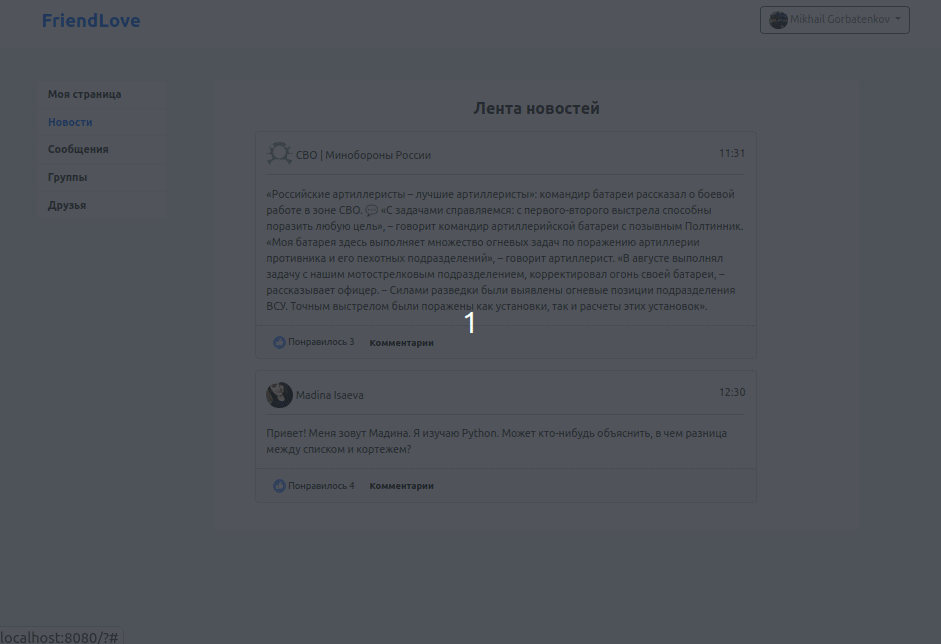 FriendLove
Mikhail Gorbatenkov
Моя страница
Новости
Сообщения
Группы
Друзья
Лента новостей
СВО | Минобороны России
11:31
«Российские артиллеристы – лучшие артиллеристы»: командир батареи рассказал о боевой
работе в зоне СВО. 💬 «С задачами справляемся: с первого-второго выстрела способны
поразить любую цель», – говорит командир артиллерийской батареи с позывным Полтинник.
«Моя батарея здесь выполняет множество огневых задач по поражению артиллерии
противника и его пехотных подразделений», – говорит артиллерист. «В августе выполнял
задачу с нашим мотострелковым подразделением, корректировал огонь своей батареи, –
рассказывает офицер. – Силами разведки были выявлены огневые позиции подразделения
ВСУ. Точным выстрелом были поражены как установки, так и расчеты этих установок».
1
Понравилось 3 Комментарии
Madina Isaeva
12:30
Привет! Меня зовут Мадина. Я изучаю Python. Может кто-нибудь объяснить, в чем разница
между списком и кортежем?
Понравилось 4 Комментарии
localhost:8080/?#